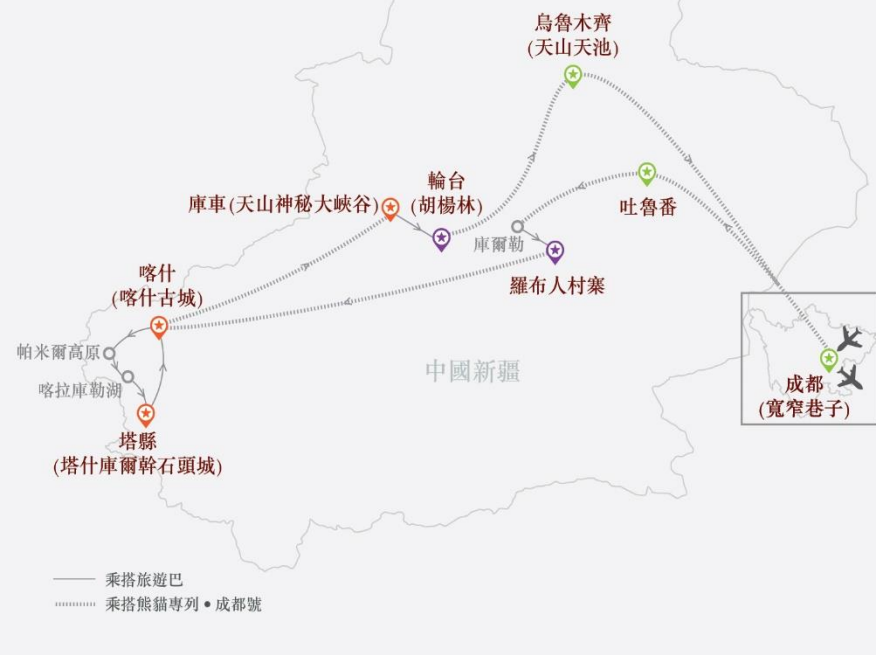 烏魯木齊
(天山天池)
輪台
(胡楊林)
庫車(天山神秘大峽谷)
吐魯番
庫爾勒
羅布人村寨
喀什
(喀什古城)
帕米爾高原
喀拉庫勒湖
中國新疆
成都
(寬窄巷子)
塔縣
(塔什庫爾幹石頭城)
乘搭旅遊巴
乘搭熊貓專列•成都號